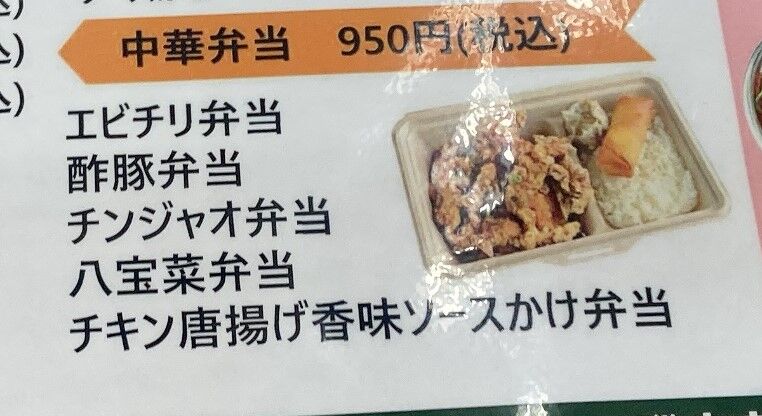 中華弁当　950円(税込)
エビチリ弁当
酢豚弁当
チンジャオ弁当
八宝菜弁当
チキン唐揚げ香味ソースかけ弁当